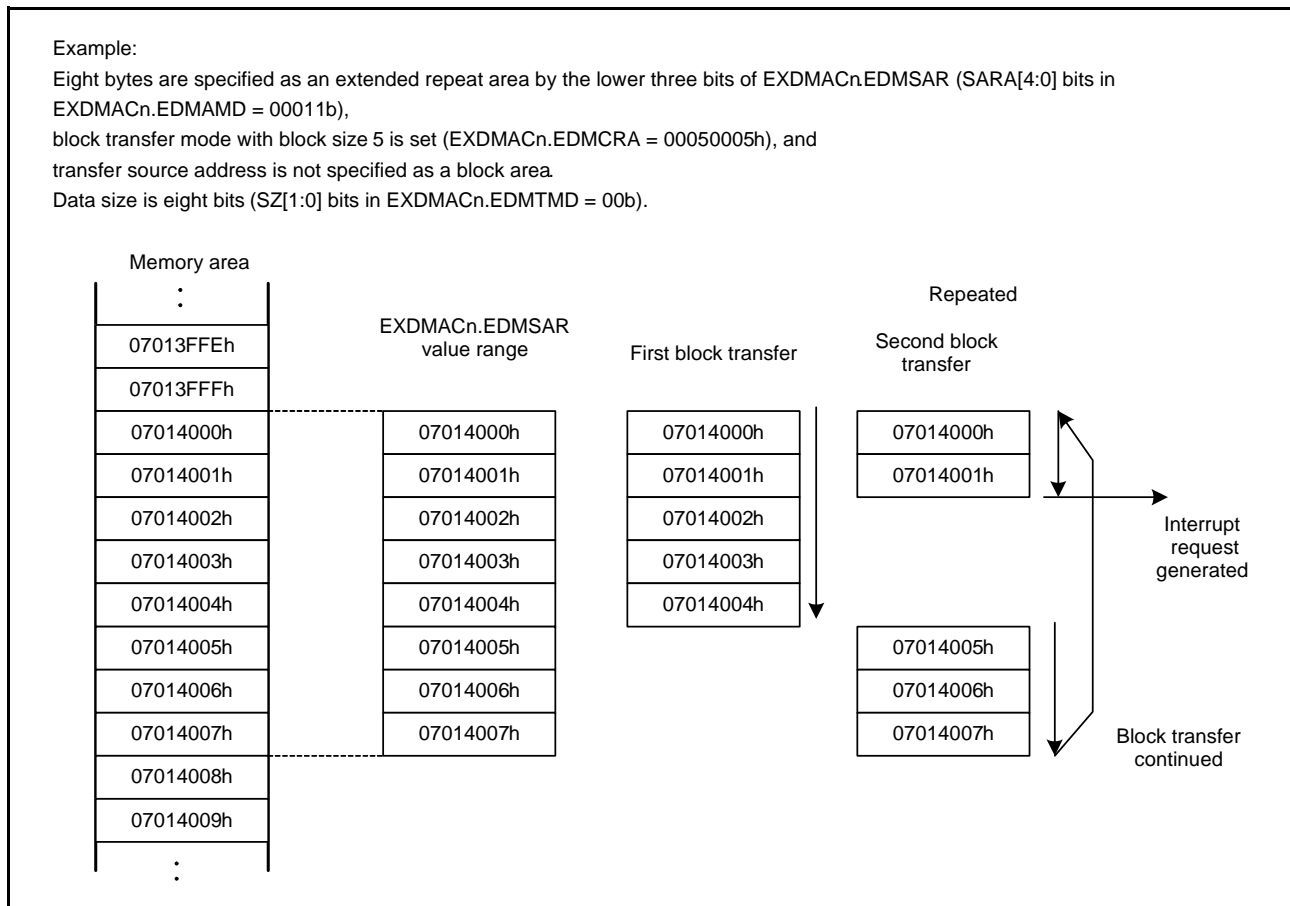 Example:
Eight bytes are specified as an extended repeat area by the lower three bits of EXDMACn.EDMSAR (SARA[4:0] bits in
EXDMACn.EDMAMD = 00011b),
block transfer mode with block size 5 is set (EXDMACn.EDMCRA = 00050005h), and
transfer source address is not specified as a block area.
Data size is eight bits (SZ[1:0] bits in EXDMACn.EDMTMD = 00b).
Memory area
:
07013FFEh
07013FFFh
07014000h
07014001h
07014002h
07014003h
07014004h
07014005h
07014006h
07014007h
07014008h
07014009h
:
EXDMACn.EDMSAR
value range
07014000h
07014001h
07014002h
07014003h
07014004h
07014005h
07014006h
07014007h
First block transfer
07014000h
07014001h
07014002h
07014003h
07014004h
Repeated
Second block
transfer
07014000h
07014001h
07014005h
07014006h
07014007h
Interrupt
request
generated
Block transfer
continued